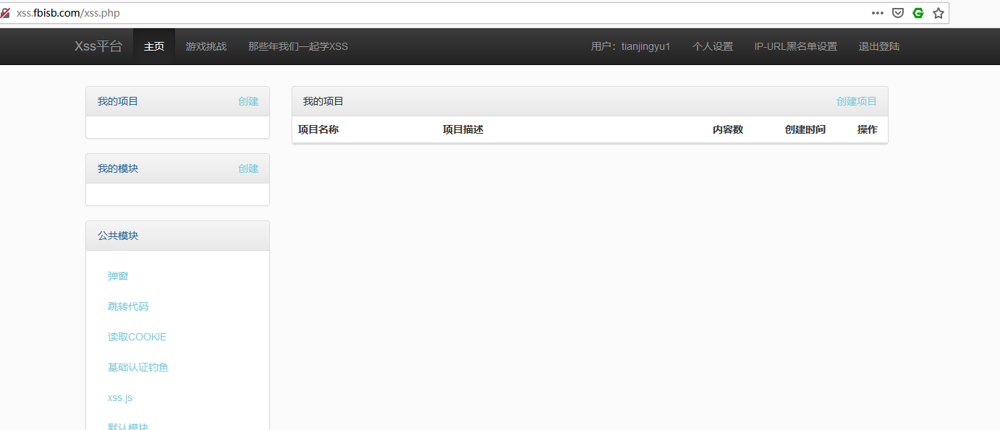 xss.fbisb.com/xss.php
Xss平台 主页 游戏挑战 那些年我们一起学XSS 用户：tianjingyu1 个人设置 IP-URL黑名单设置 退出登陆
我的项目 创建
我的模块 创建
公共模块
弹窗
跳转代码
读取COOKIE
基础认证钓鱼
xss.js
默认模块
我的项目 创建项目
项目名称 项目描述 内容数 创建时间 操作